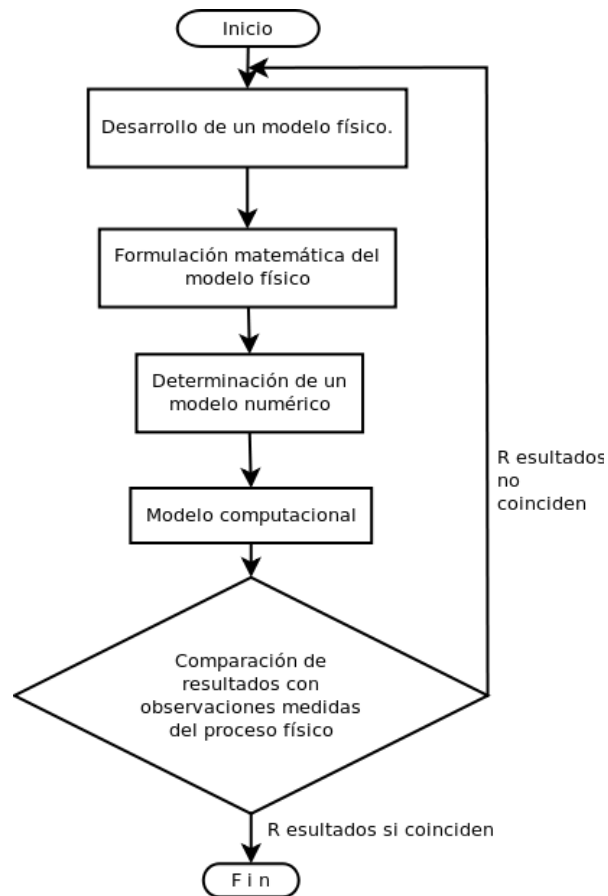 Inicio
Desarrollo de un modelo físico.
Formulación matemática del
modelo físico
Determinación de un
modelo numérico
R esultados
no
coinciden
Modelo computacional
Comparación de
resultados con
observaciones medidas
del proceso físico
R esultados si coinciden
F i n